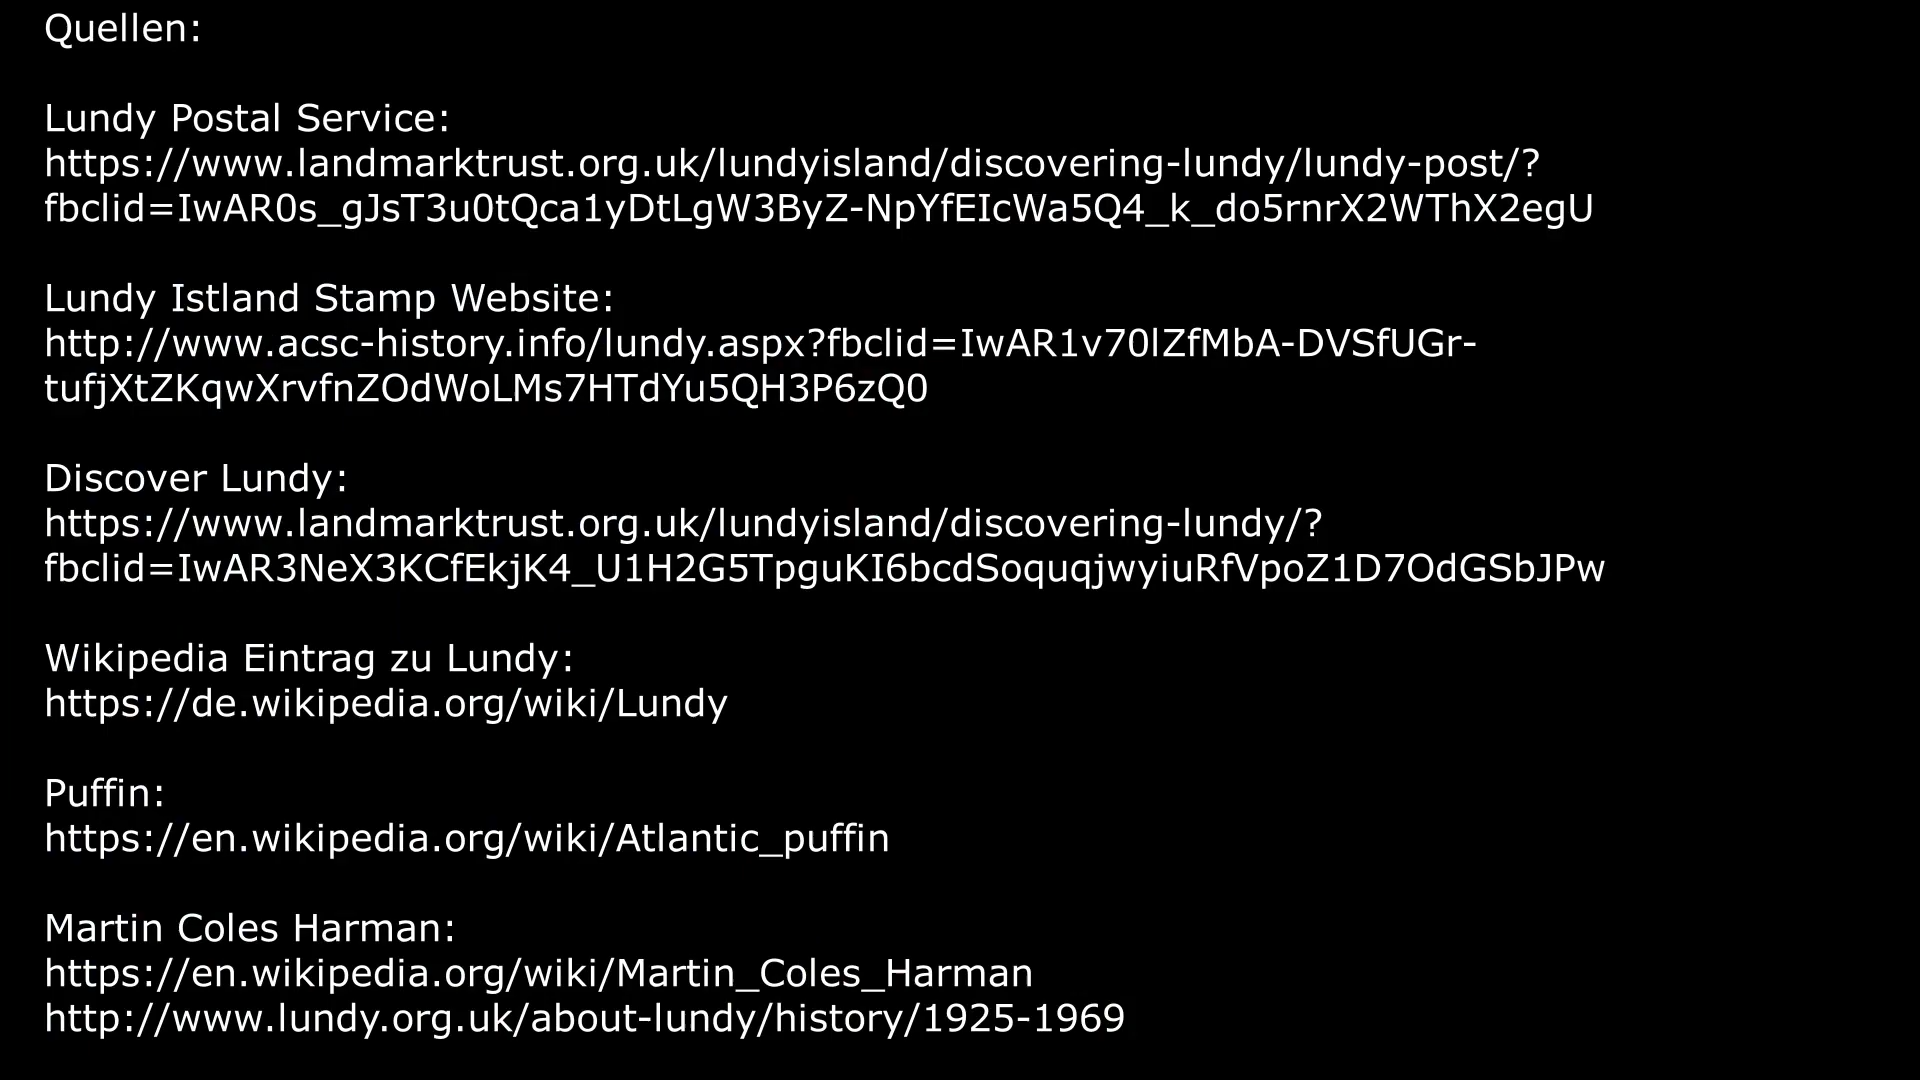 Quellen:
Lundy Postal Service:
https://www.landmarktrust.org.uk/lundyisland/discovering-lundy/lundy-post/?
fbclid=IwAR0s_gJsT3u0tQca1yDtLgW3ByZ-NpYfEIcWa5Q4_k_do5rnrX2WThX2egU
Lundy Istland Stamp Website:
http://www.acsc-history.info/lundy.aspx?fbclid=IwAR1v70lZfMbA-DVSfUGr-
tufjXtZKqwXrvfnZOdWoLMs7HTdYu5QH3P6zQ0
Discover Lundy:
https://www.landmarktrust.org.uk/lundyisland/discovering-lundy/?
fbclid=IwAR3NeX3KCfEkjK4_U1H2G5TpguKI6bcdSoquqjwyiuRfVpoZ1D7OdGSbJPw
Wikipedia Eintrag zu Lundy:
https://de.wikipedia.org/wiki/Lundy
Puffin:
https://en.wikipedia.org/wiki/Atlantic_puffin
Martin Coles Harman:
https://en.wikipedia.org/wiki/Martin_Coles_Harman
http://www.lundy.org.uk/about-lundy/history/1925-1969